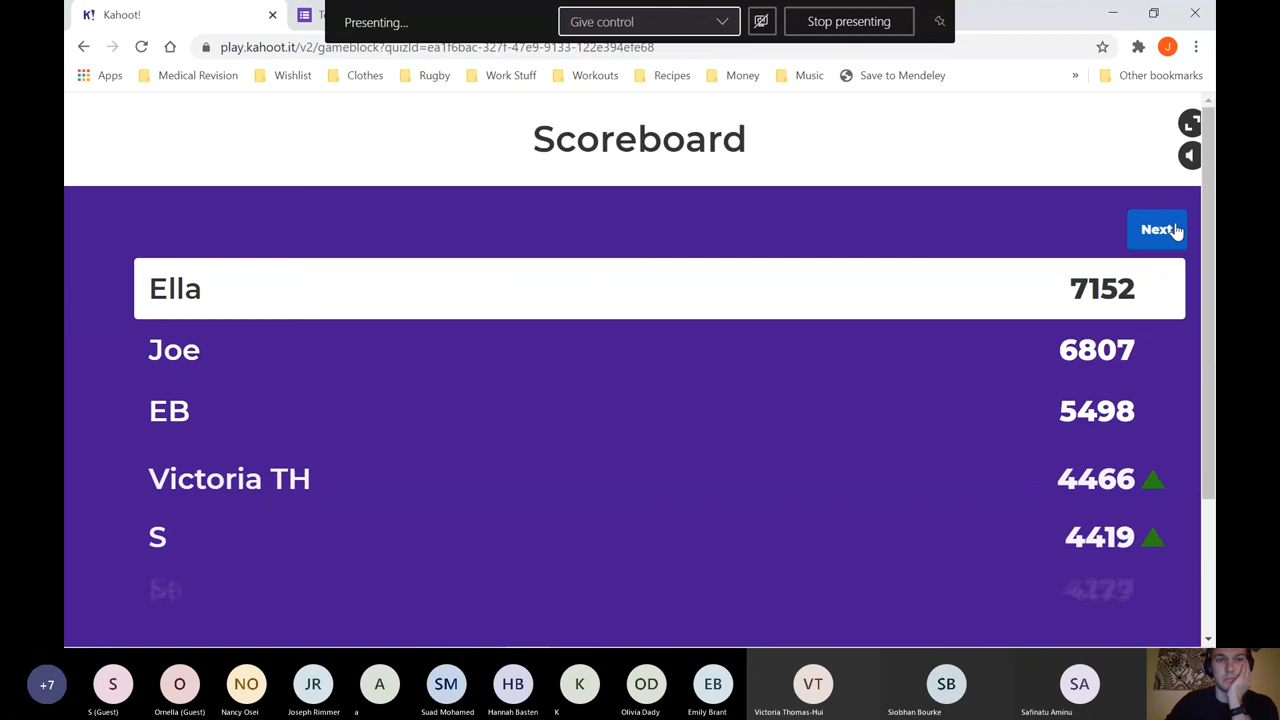 Kahoot!
Presenting...
Give control
Stop presenting
play.kahoot.it/v2/gameblock?quizId=ea1f6bac-327f-47e9-9133-122e394efe68
Apps Medical Revision Wishlist Clothes Rugby Work Stuff Workouts Recipes Money Music Save to Mendeley » Other bookmarks
J
Scoreboard
Next
Ella 7152
Joe 6807
EB 5498
Victoria TH 4466
S 4419
+7 S O NO JR A SM HB K OD EB VT SB SA
S (Guest) Ornella (Guest) Nancy Osei Joseph Rimmer a Suad Mohamed Hannah Basten K Olivia Dady Emily Brant Victoria Thomas-Hui Siobhan Bourke Safinatu Aminu